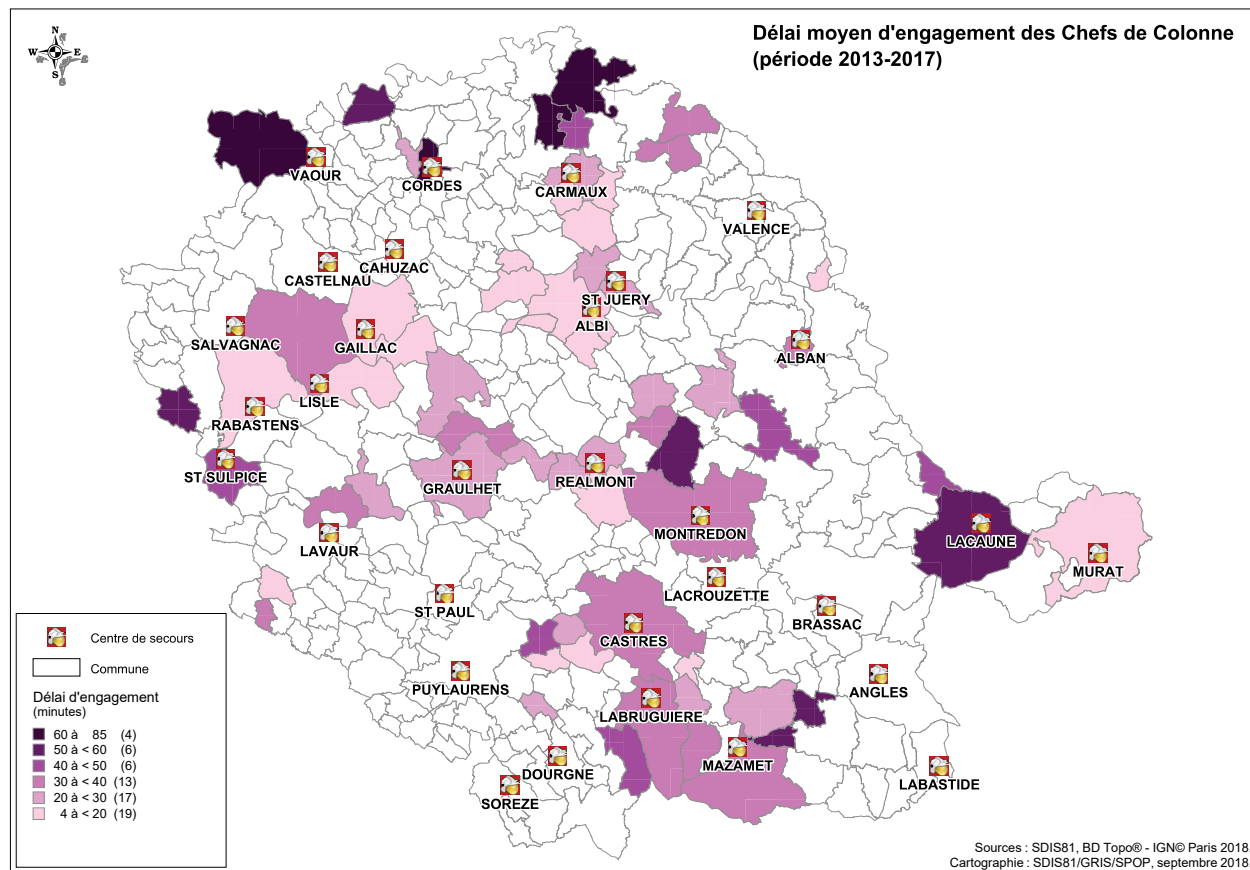 Délai moyen d'engagement des Chefs de Colonne
(période 2013-2017)
N
W E
S
VAOUR
CORDES
CARMAUX
VALENCE
CAHUZAC
CASTELNAU
ST JUERY
ALBI
SALVAGNAC
GAILLAC
ALBAN
LISLE
RABASTENS
ST SULPICE
GRAULHET
REALMONT
MONTREDON
LACAUNE
LAVAUR
MURAT
LACROUZETTE
ST PAUL
BRASSAC
CASTRES
PUYLAURENS
ANGLES
LABRUGUIERE
MAZAMET
DOURGNE
LABASTIDE
SOREZE
Centre de secours
Commune
Délai d'engagement
(minutes)
60 à 85 (4)
50 à < 60 (6)
40 à < 50 (6)
30 à < 40 (13)
20 à < 30 (17)
4 à < 20 (19)
Sources : SDIS81, BD Topo® - IGN© Paris 2018.
Cartographie : SDIS81/GRIS/SPOP, septembre 2018.